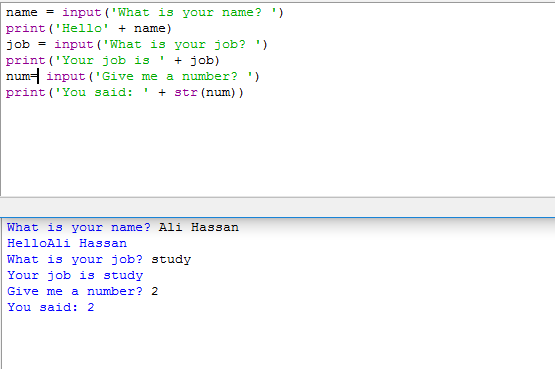 name = input('What is your name? ')
print('Hello' + name)
job = input('What is your job? ')
print('Your job is ' + job)
num= input('Give me a number? ')
print('You said: ' + str(num))
What is your name? Ali Hassan
HelloAli Hassan
What is your job? study
Your job is study
Give me a number? 2
You said: 2